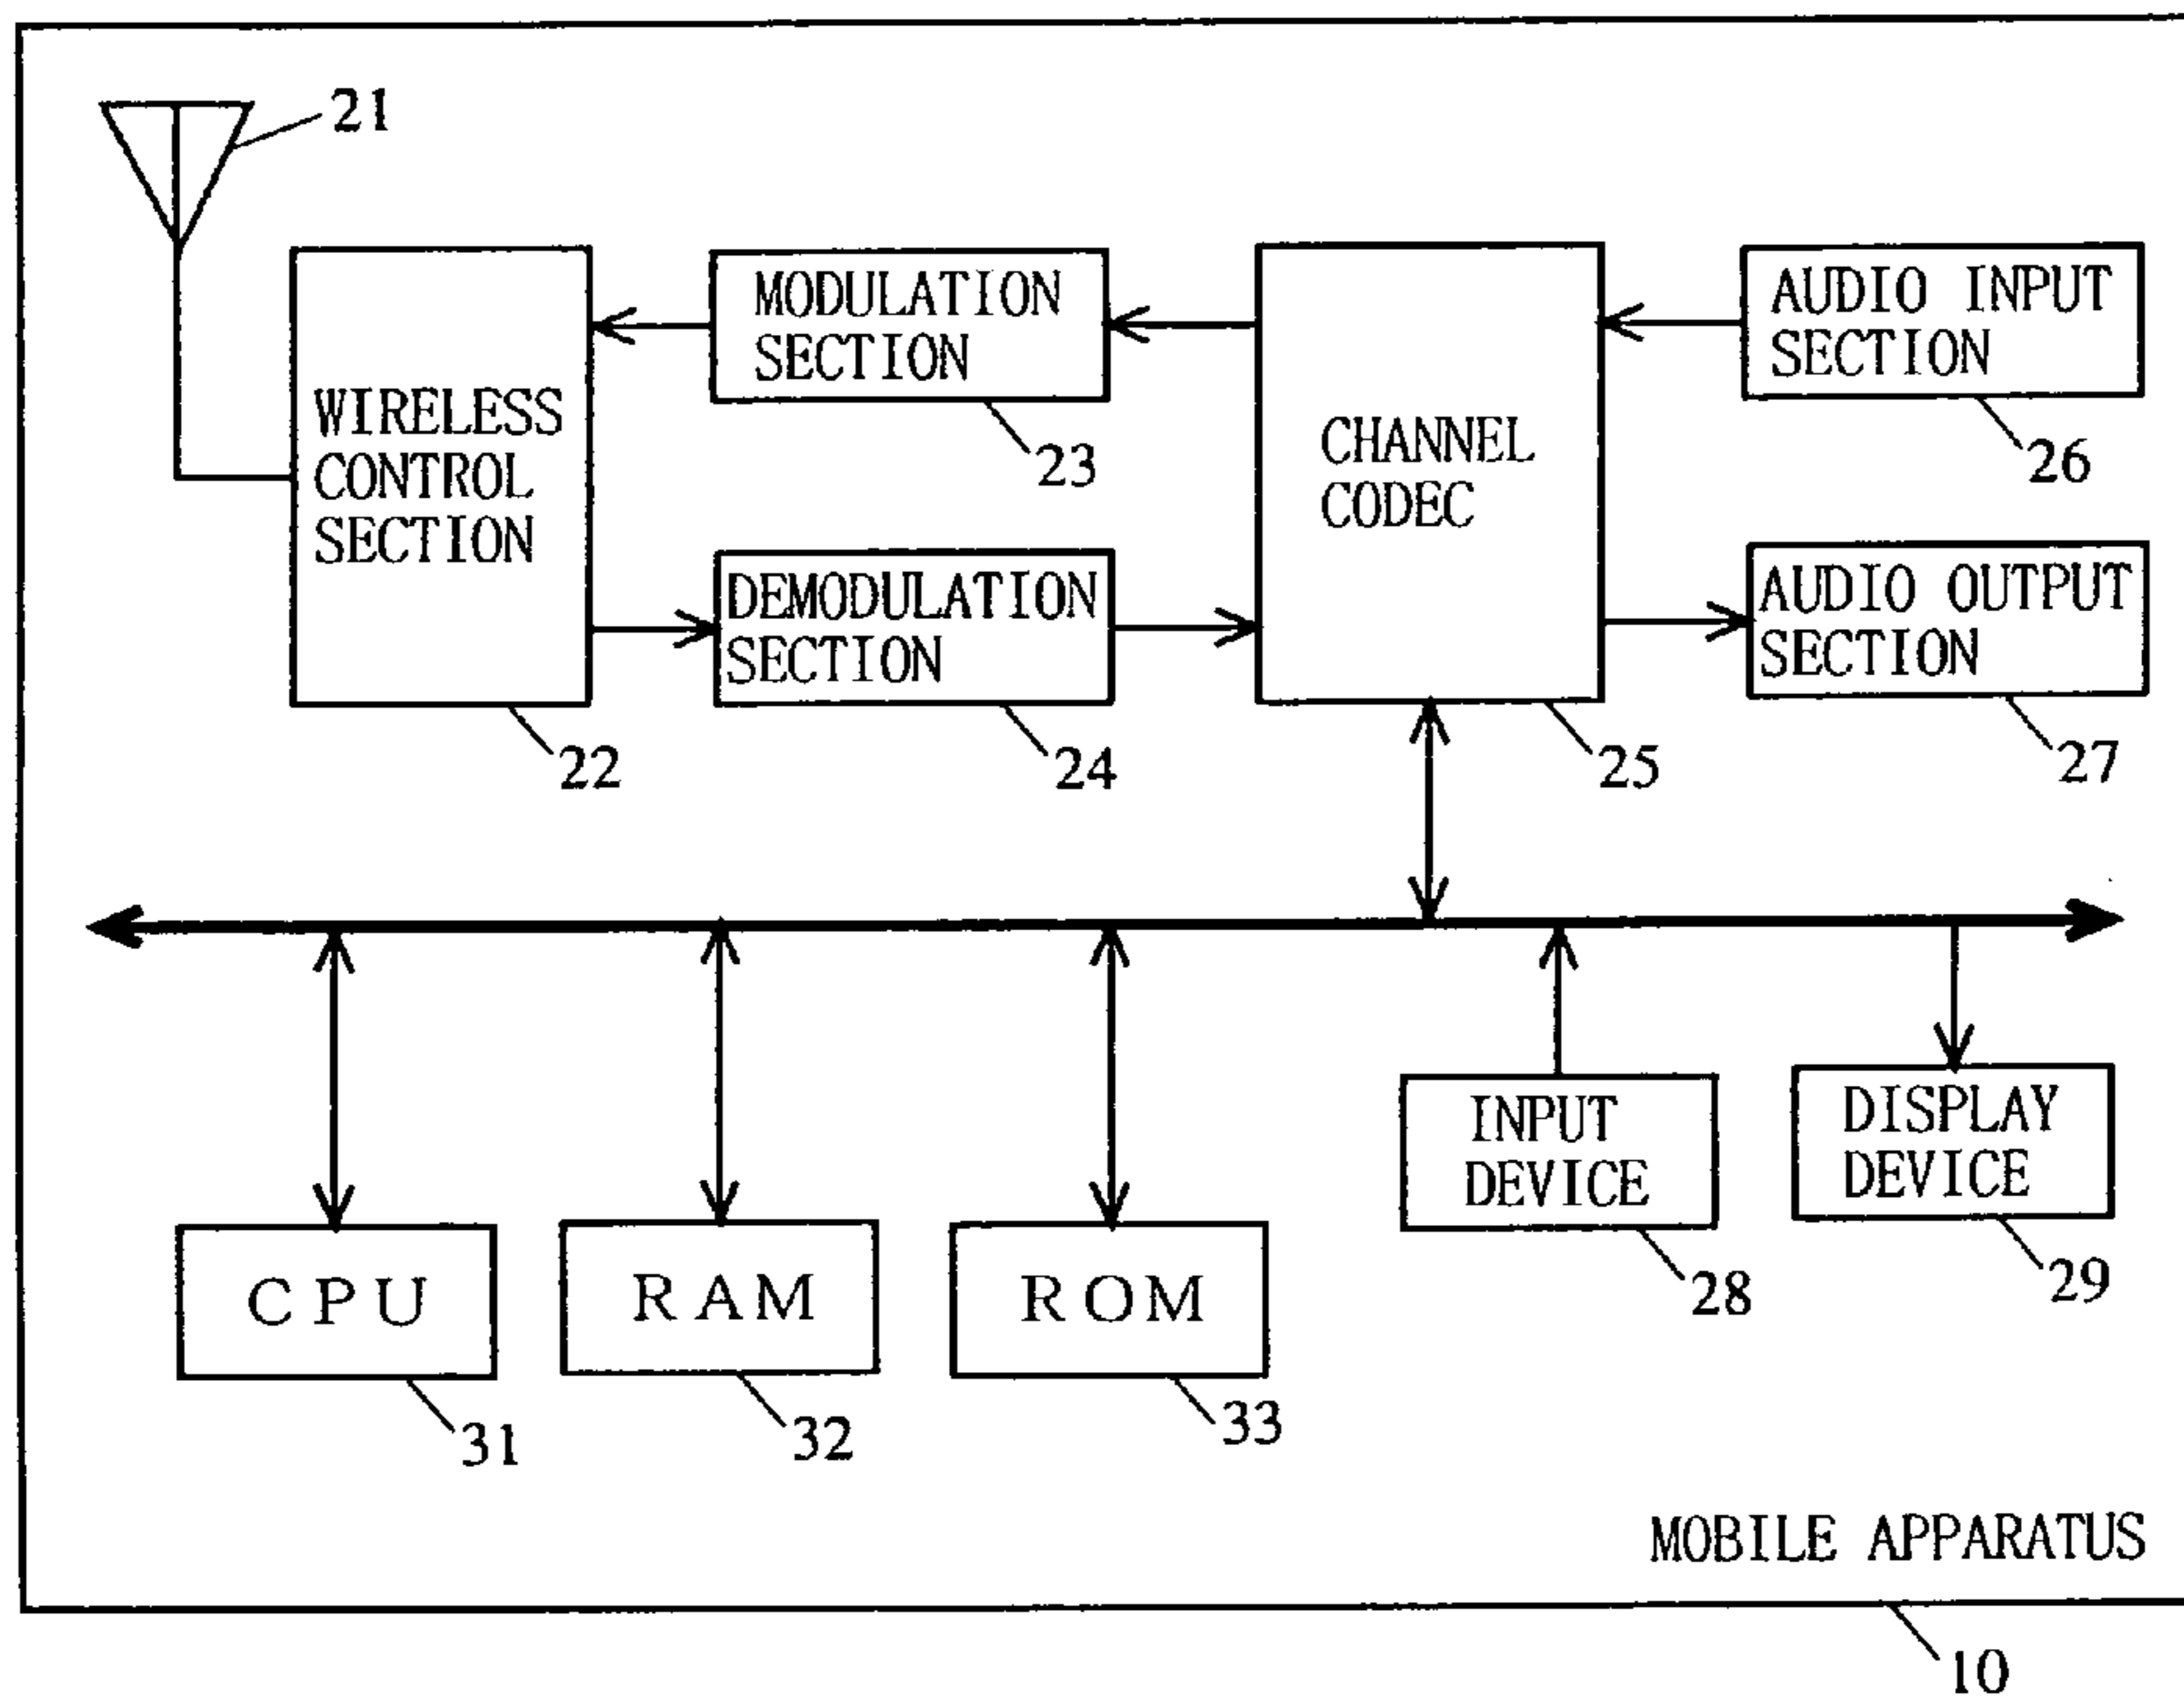 21
MODULATION
SECTION
23
AUDIO INPUT
SECTION
26
WIRELESS
CONTROL
SECTION
22
CHANNEL
CODEC
25
DEMODULATION
SECTION
24
AUDIO OUTPUT
SECTION
27
INPUT
DEVICE
28
DISPLAY
DEVICE
29
CPU
31
RAM
32
ROM
33
MOBILE APPARATUS
10